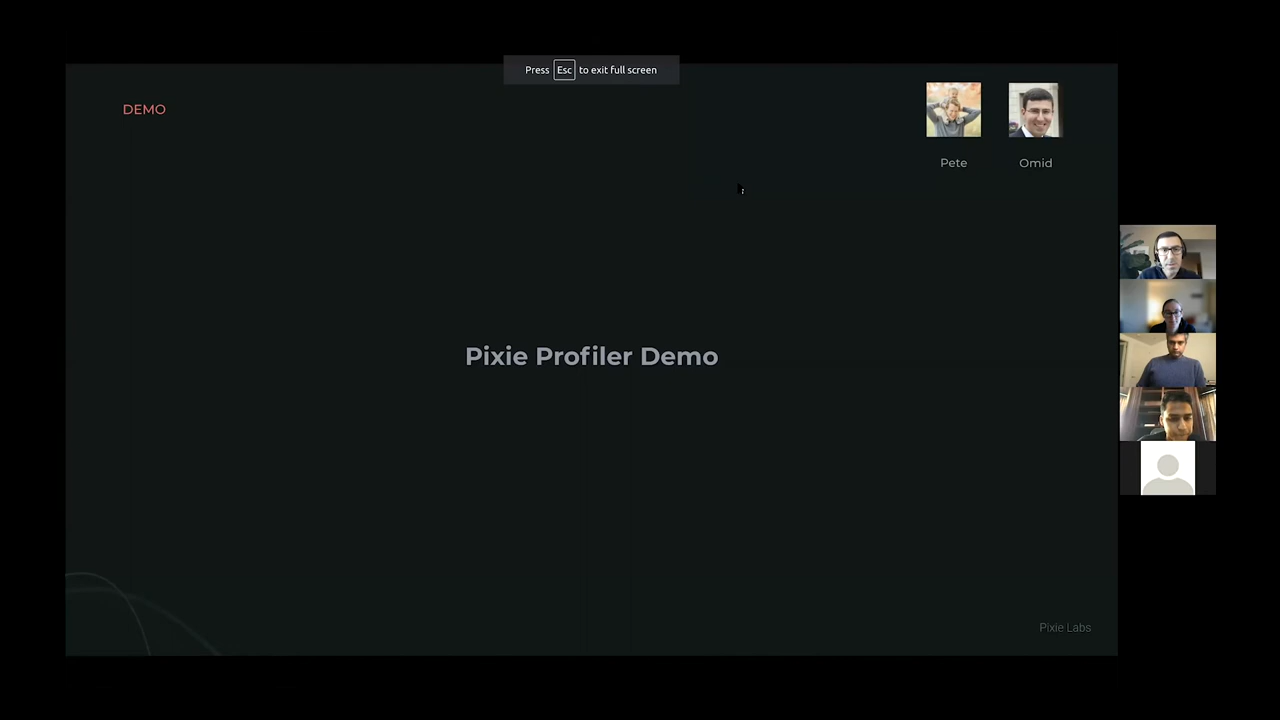 Press Esc to exit full screen
DEMO
Pete
Omid
Pixie Profiler Demo
Pixie Labs